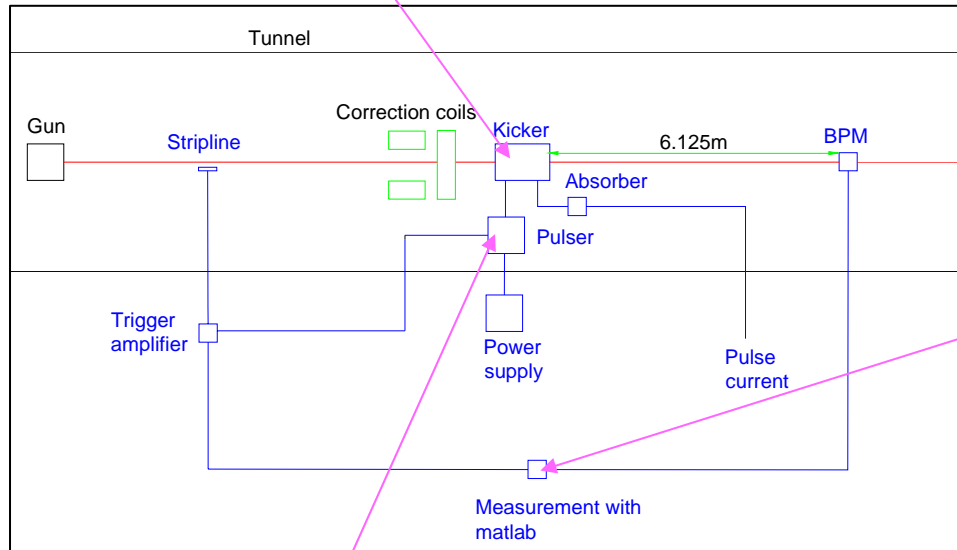 Tunnel
Gun
Stripline
Correction coils
Kicker
6.125m
BPM
Absorber
Pulser
Trigger
amplifier
Power
supply
Pulse
current
Measurement with
matlab